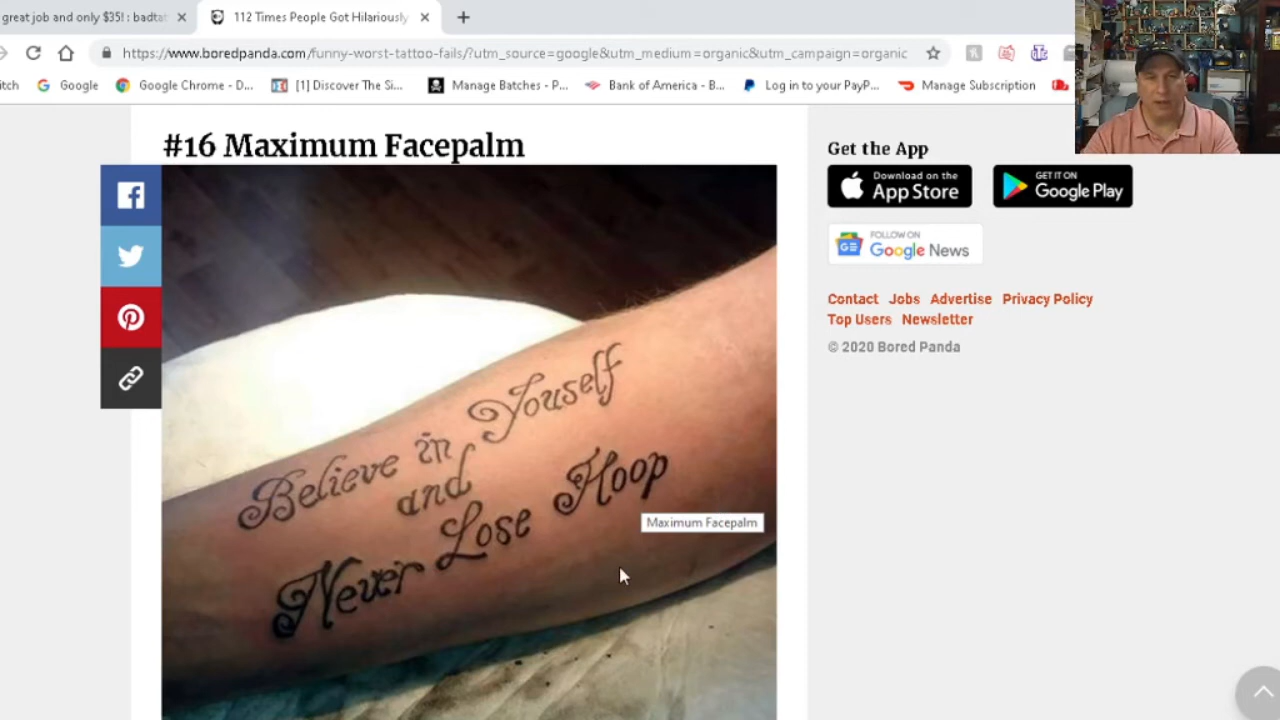 great job and only $35! : badtat
112 Times People Got Hilariously
https://www.boredpanda.com/funny-worst-tattoo-fails/?utm_source=google&utm_medium=organic&utm_campaign=organic
itch
Google
Google Chrome - D...
[1] Discover The Si...
Manage Batches - P...
Bank of America - B...
Log in to your PayP...
Manage Subscription
#16 Maximum Facepalm
Believe in Youself
and
Never Lose Hoop
Maximum Facepalm
Get the App
Download on the
App Store
GET IT ON
Google Play
FOLLOW ON
Google News
Contact Jobs Advertise Privacy Policy
Top Users Newsletter
© 2020 Bored Panda